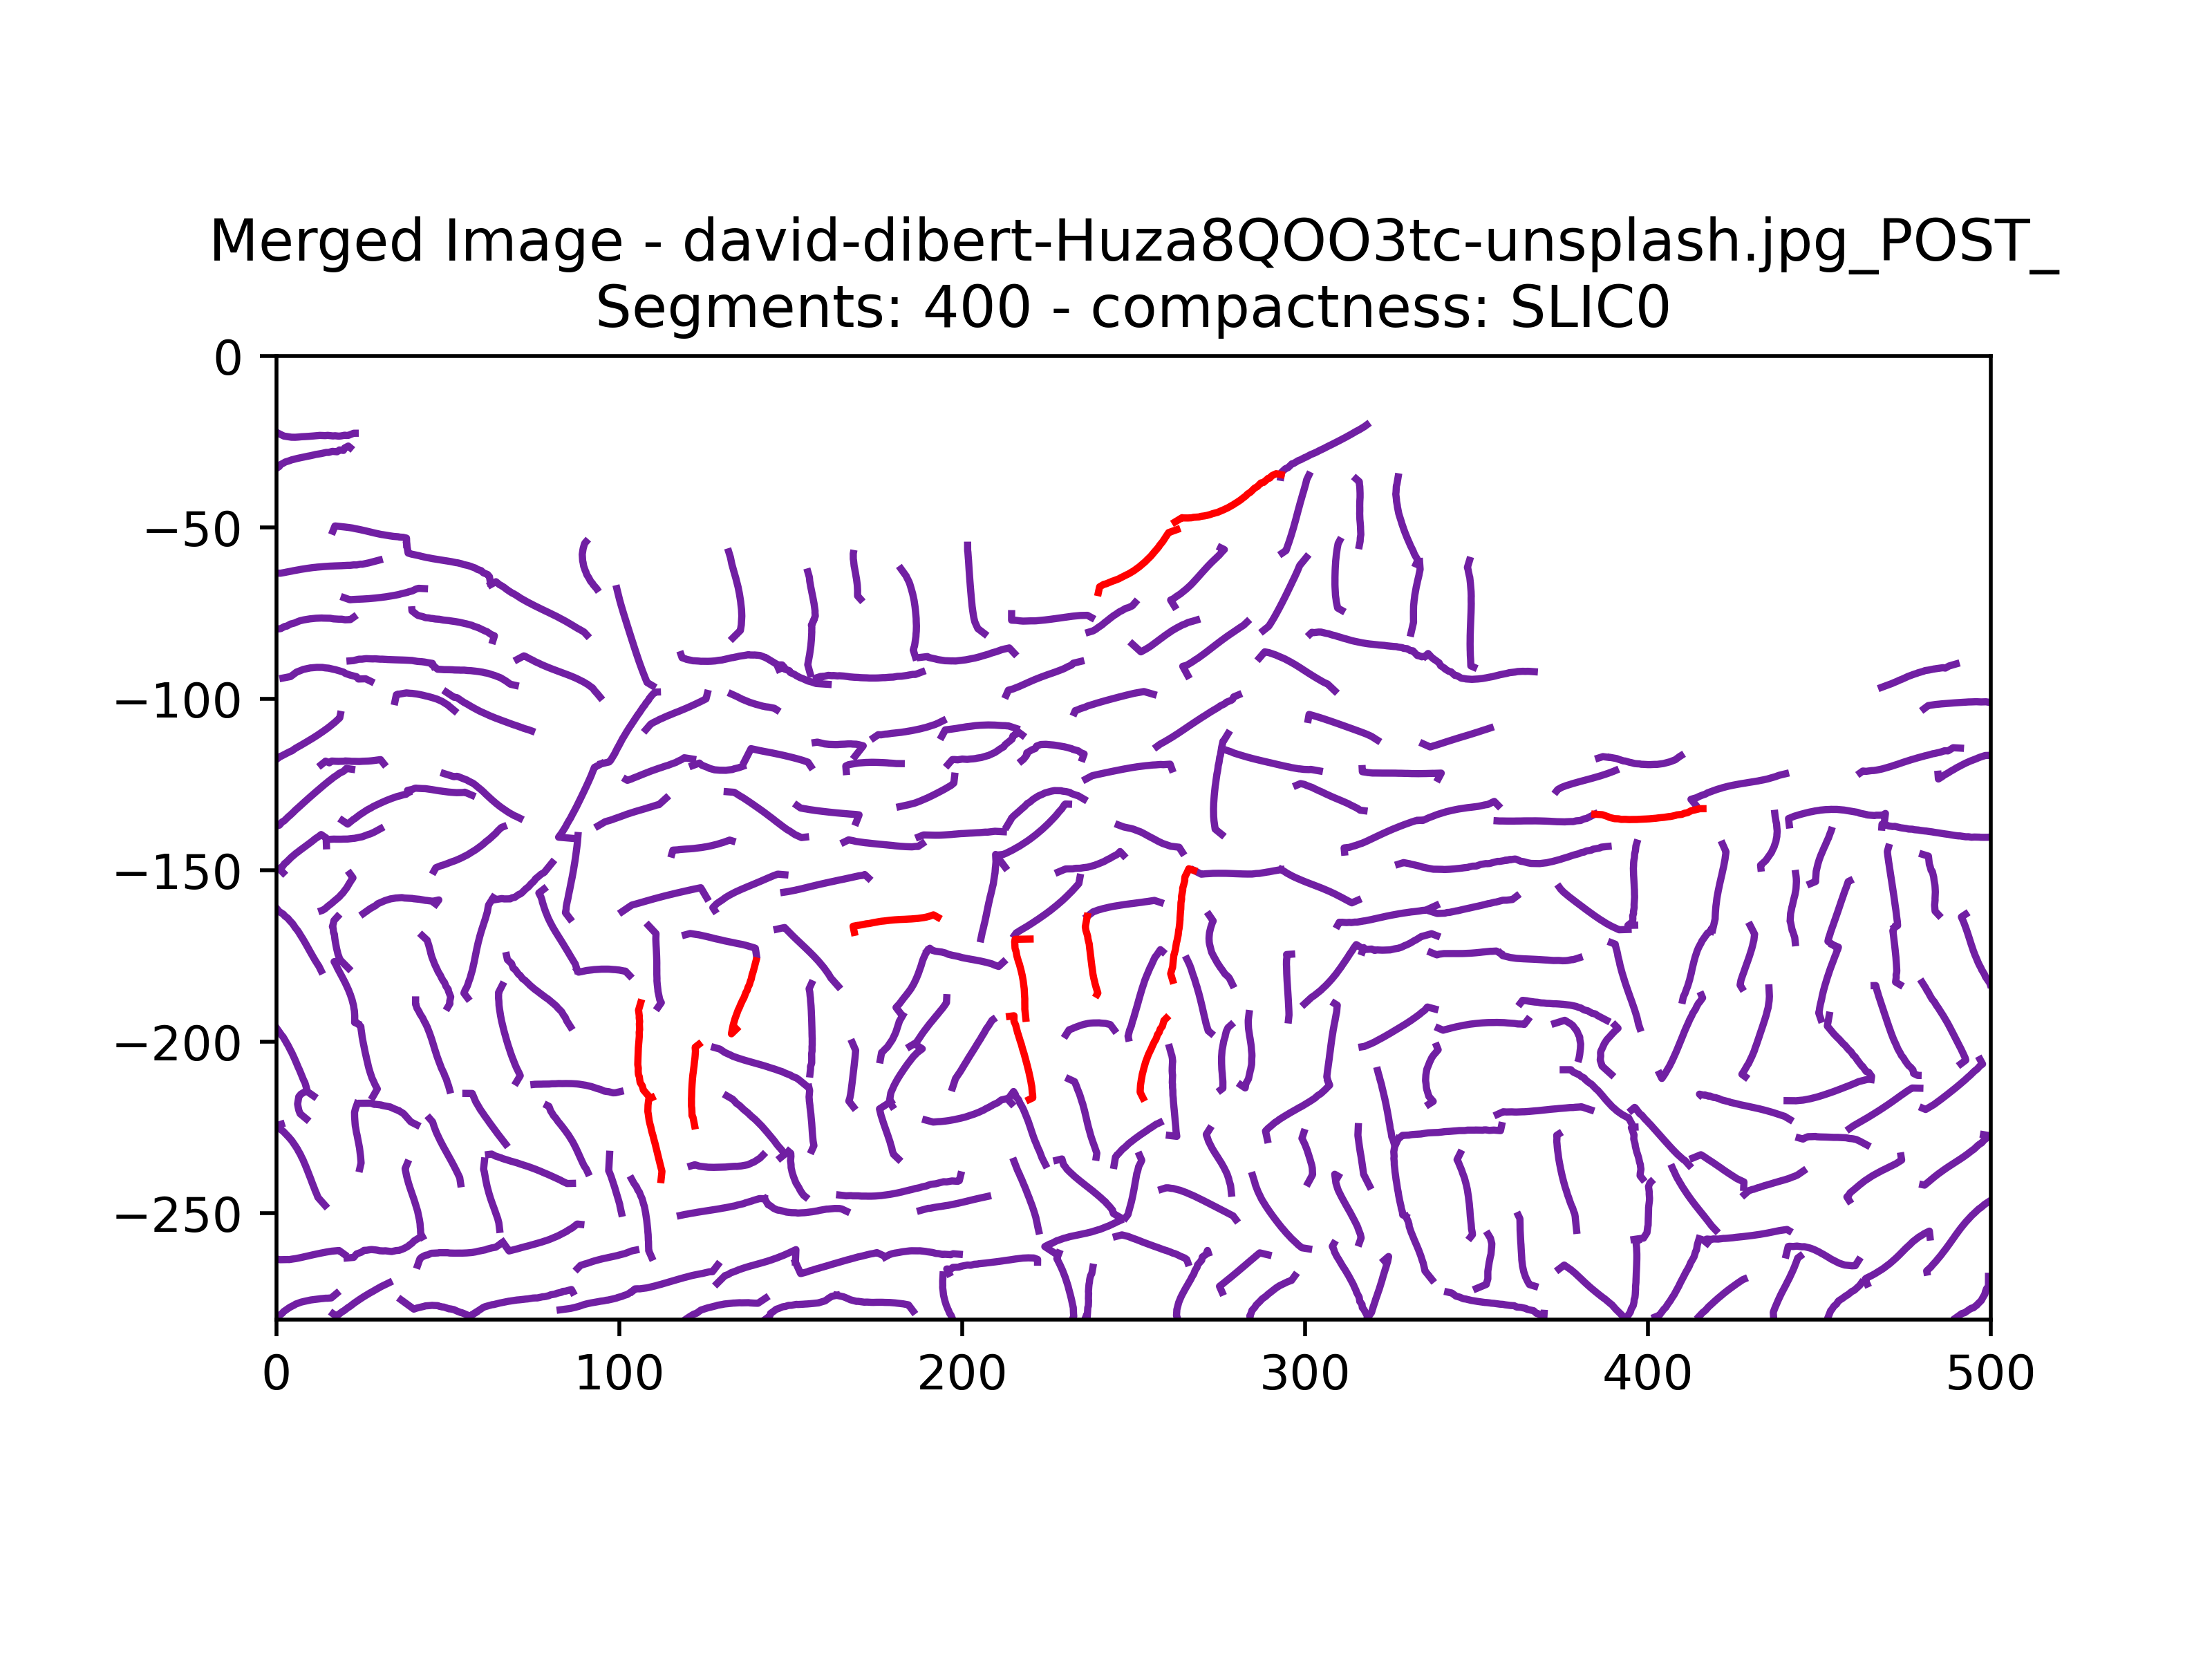 Merged Image - david-dibert-Huza8QOO3tc-unsplash.jpg_POST_
Segments: 400 - compactness: SLIC0
0
−50
−100
−150
−200
−250
0 100 200 300 400 500